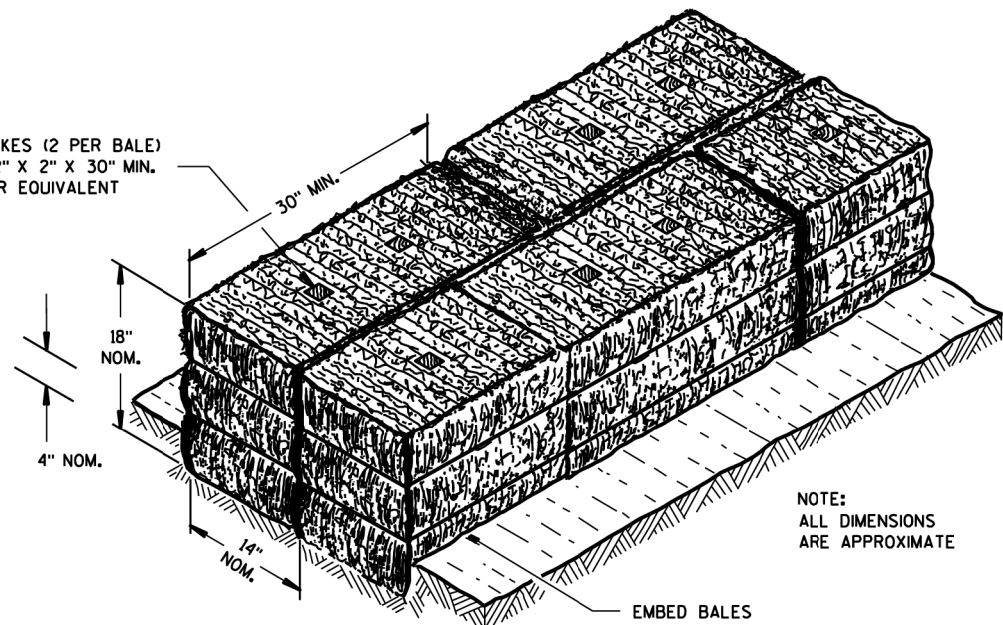 KES (2 PER BALE)
2" X 2" X 30" MIN.
R EQUIVALENT
30" MIN.
18"
NOM.
4" NOM.
14"
NOM.
NOTE:
ALL DIMENSIONS
ARE APPROXIMATE
EMBED BALES